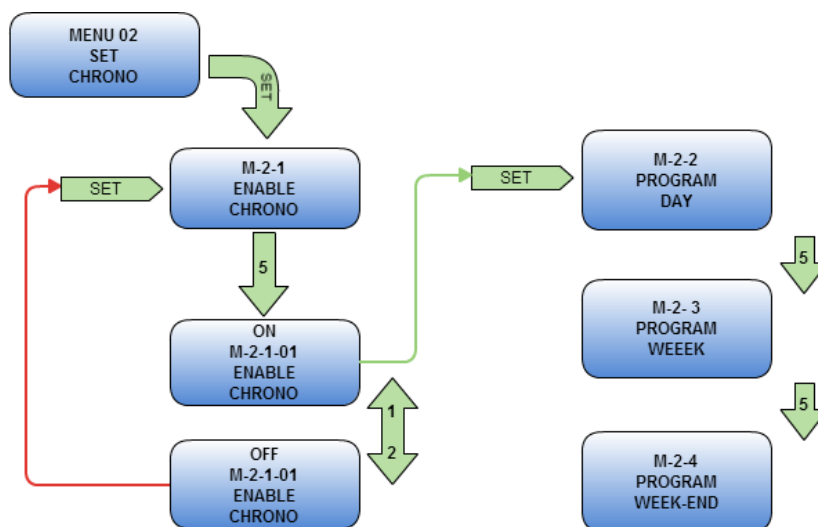 MENU 02
SET
CHRONO
SET
M-2-1
ENABLE
CHRONO
SET
5
ON
M-2-1-01
ENABLE
CHRONO
1
2
OFF
M-2-1-01
ENABLE
CHRONO
SET
M-2-2
PROGRAM
DAY
5
M-2- 3
PROGRAM
WEEEK
5
M-2-4
PROGRAM
WEEK-END